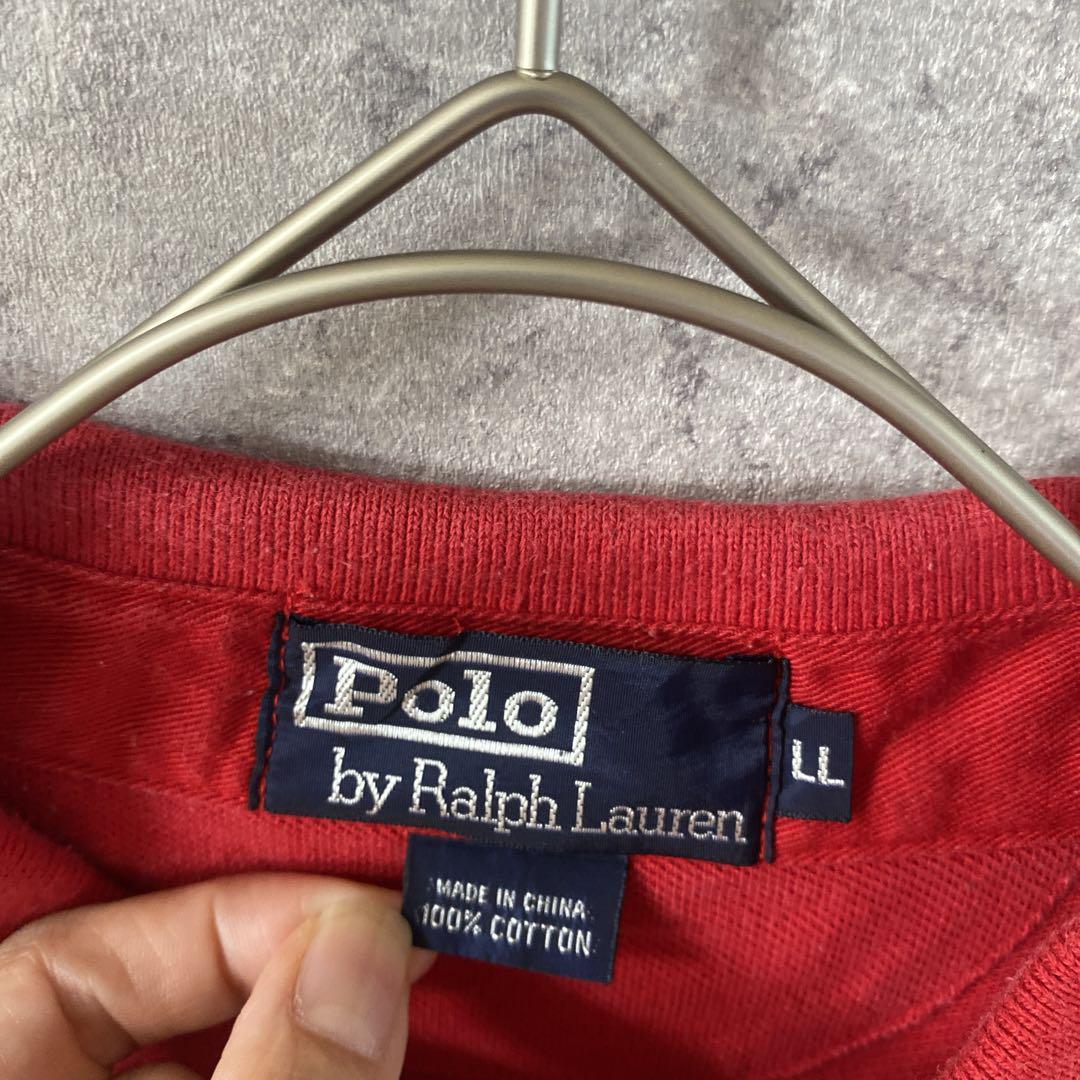 Polo
by Ralph Lauren
LL
MADE IN CHINA
100% COTTON